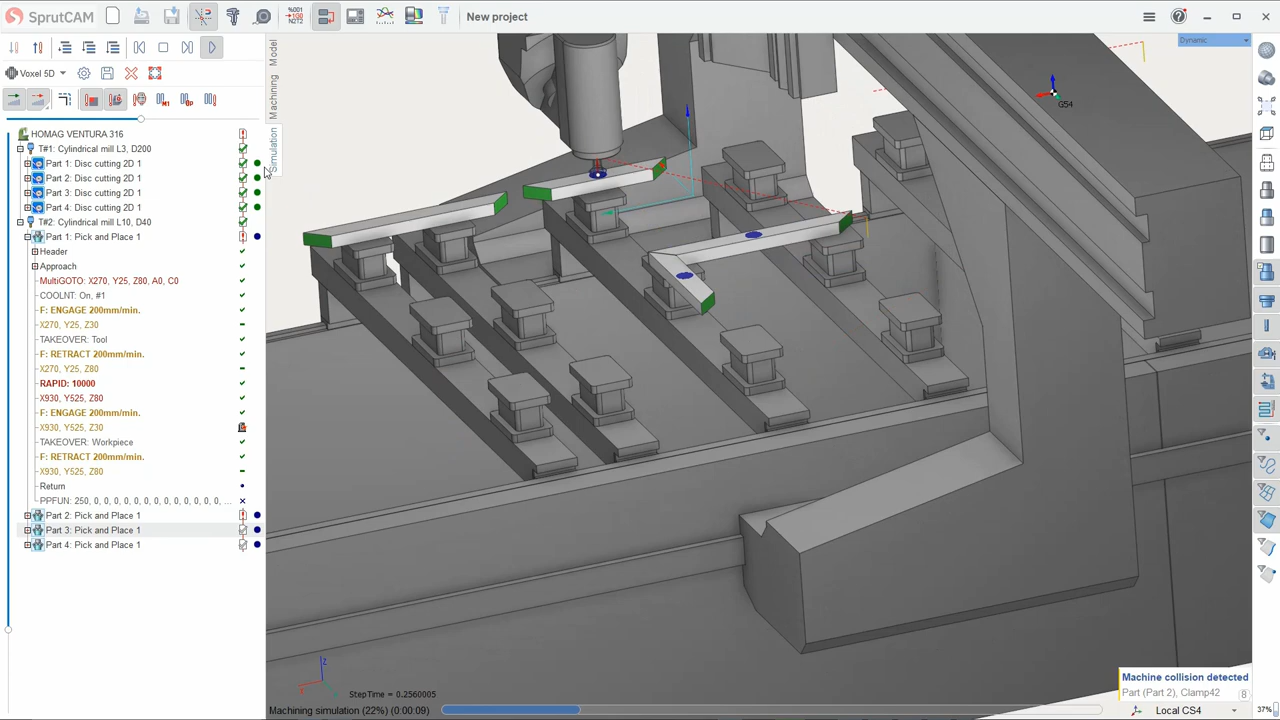 SprutCAM
New project
Dynamic
Voxel 5D
Model
Machining
Simulation
G54
HOMAG VENTURA 316
T#1: Cylindrical mill L3, D200
Part 1: Disc cutting 2D 1
Part 2: Disc cutting 2D 1
Part 3: Disc cutting 2D 1
Part 4: Disc cutting 2D 1
T#2: Cylindrical mill L10, D40
Part 1: Pick and Place 1
Header
Approach
MultiGOTO: X270, Y25, Z80, A0, C0
COOLNT: On, #1
F: ENGAGE 200mm/min.
X270, Y25, Z30
TAKEOVER: Tool
F: RETRACT 200mm/min.
X270, Y25, Z80
RAPID: 10000
X930, Y525, Z80
F: ENGAGE 200mm/min.
X930, Y525, Z30
TAKEOVER: Workpiece
F: RETRACT 200mm/min.
X930, Y525, Z80
Return
PPFUN: 250, 0, 0, 0, 0, 0, 0, 0, 0, 0, 0, 0, ...
Part 2: Pick and Place 1
Part 3: Pick and Place 1
Part 4: Pick and Place 1
Z
StepTime = 0.2560005
Machine collision detected
Part (Part 2), Clamp42
8
Machining simulation (22%) (0:00:09)
Local CS4
37%